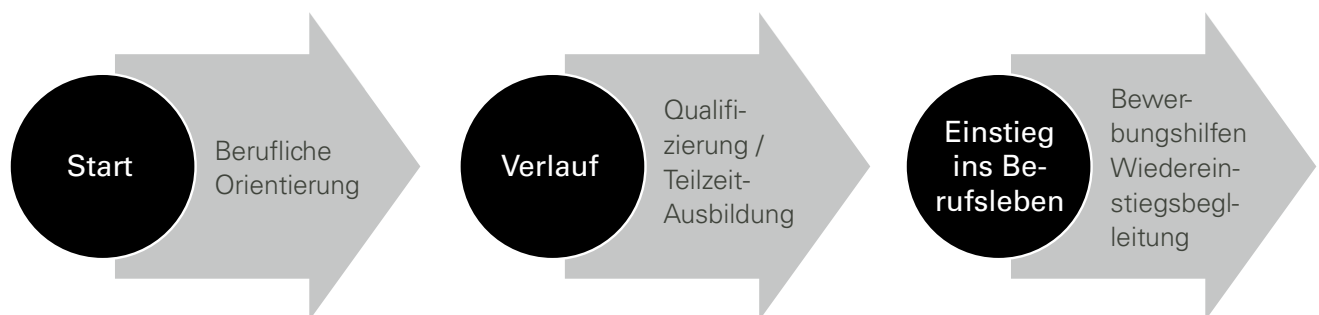 Start
Berufliche
Orientierung
Verlauf
Qualifi-
zierung /
Teilzeit-
Ausbildung
Einstieg
ins Be-
rufsleben
Bewer-
bungshilfen
Wiederein-
stiegsbegl-
leitung